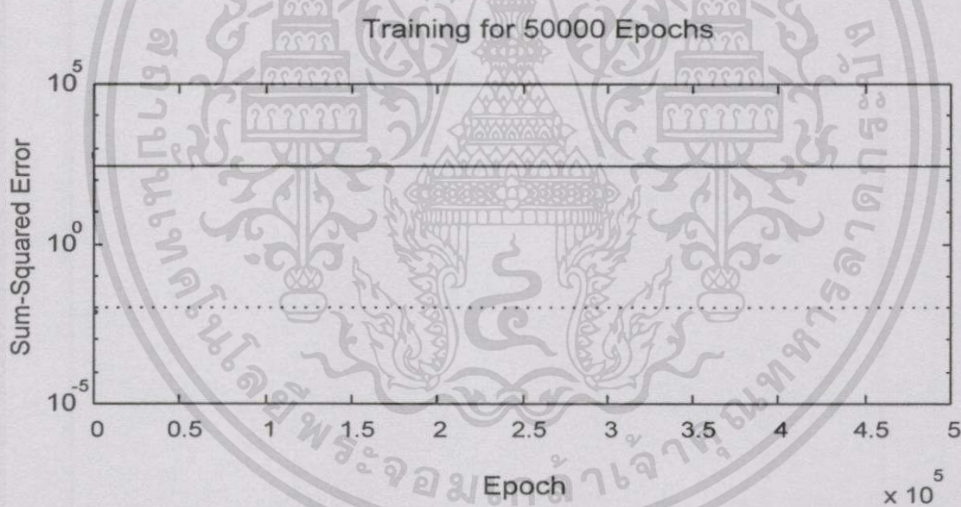 Training for 50000 Epochs
Sum-Squared Error
10^5
10^0
10^-5
0 0.5 1 1.5 2 2.5 3 3.5 4 4.5 5
Epoch
x 10^5